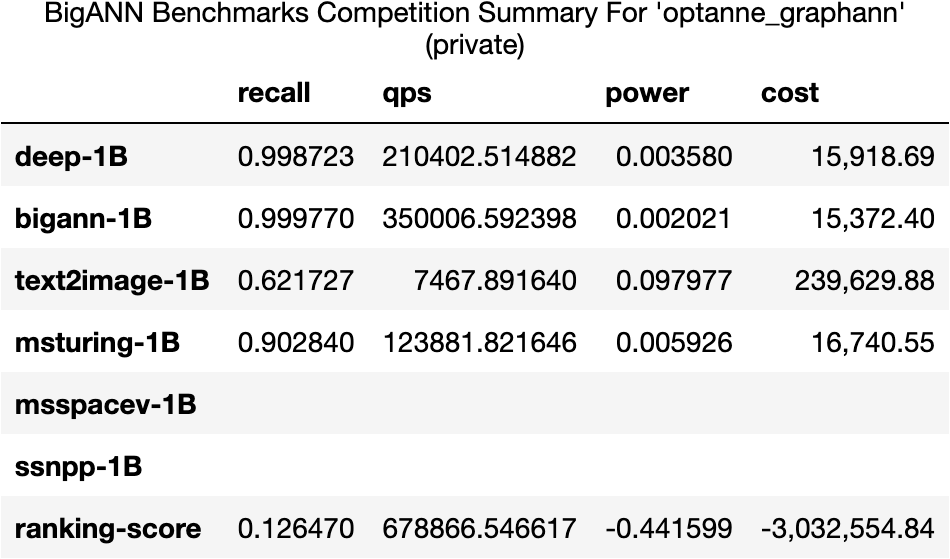 BigANN Benchmarks Competition Summary For 'optanne_graphann'
(private)
recall qps power cost
deep-1B 0.998723 210402.514882 0.003580 15,918.69
bigann-1B 0.999770 350006.592398 0.002021 15,372.40
text2image-1B 0.621727 7467.891640 0.097977 239,629.88
msturing-1B 0.902840 123881.821646 0.005926 16,740.55
msspacev-1B
ssnpp-1B
ranking-score 0.126470 678866.546617 -0.441599 -3,032,554.84